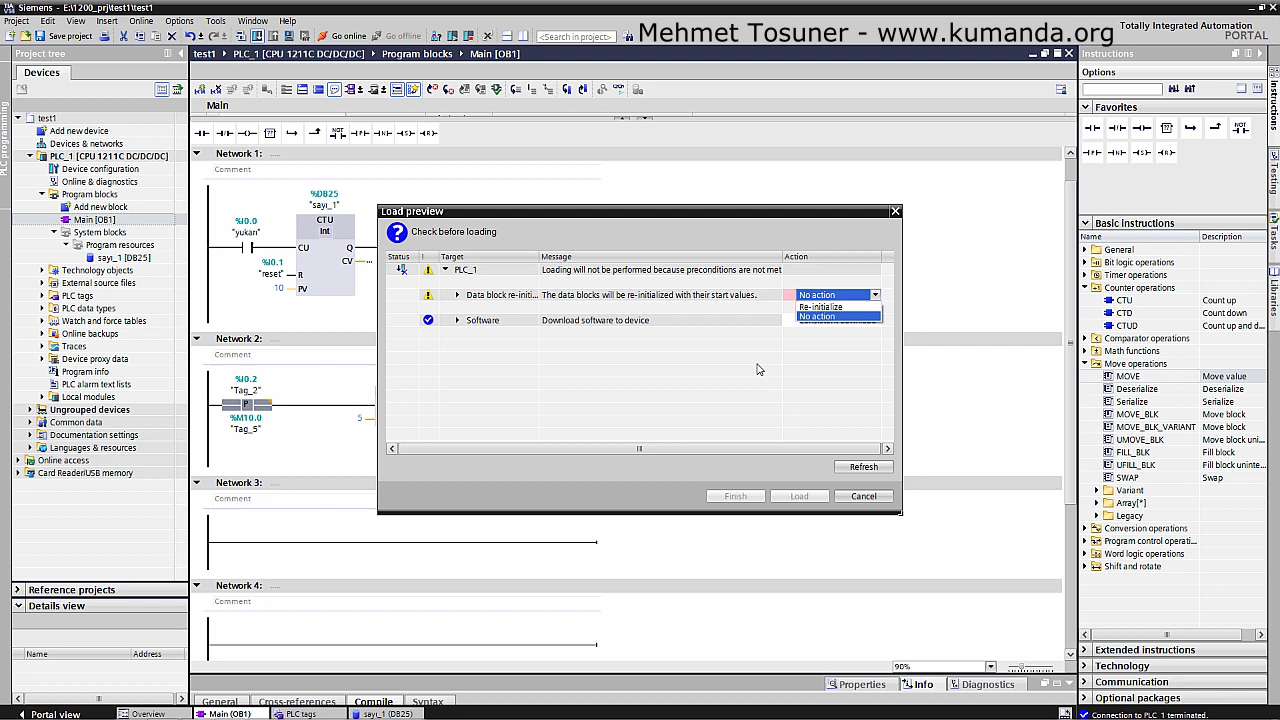 Siemens - E:\1200_prj\test1\test1
Mehmet Tosuner - www.kumanda.org
Project Edit View Insert Online Options Tools Window Help
Totally Integrated Automation
PORTAL
Save project
Go online
Go offline
<Search in project>
Project tree
test1 PLC_1 [CPU 1211C DC/DC/DC] Program blocks Main [OB1]
Instructions
Devices
Options
PLC programming
Main
Favorites
test1
Add new device
Devices & networks
PLC_1 [CPU 1211C DC/DC/DC]
Device configuration
Online & diagnostics
Program blocks
Add new block
Main [OB1]
System blocks
Program resources
sayı_1 [DB25]
Technology objects
External source files
PLC tags
PLC data types
Watch and force tables
Online backups
Traces
Device proxy data
Program info
PLC alarm text lists
Local modules
Ungrouped devices
Common data
Documentation settings
Languages & resources
Online access
Card Reader/USB memory
Reference projects
Details view
Name Address
Network 1:
Comment
%DB25
"sayı_1"
CTU
Int
%I0.0
"yukarı"
CU Q
CV
%I0.1
"reset"
R
10 PV
Network 2:
Comment
%I0.2
"Tag_2"
P
%M10.0
"Tag_5"
5
Network 3:
Comment
Network 4:
Comment
90%
Load preview
Check before loading
Status ! Target Message Action
PLC_1 Loading will not be performed because preconditions are not met
Data block re-initi... The data blocks will be re-initialized with their start values. No action
Re-initialize
No action
Software Download software to device
Refresh
Finish Load Cancel
Basic instructions
Name Description
General
Bit logic operations
Timer operations
Counter operations
CTU Count up
CTD Count down
CTUD Count up and d...
Comparator operations
Math functions
Move operations
MOVE Move value
Deserialize Deserialize
Serialize Serialize
MOVE_BLK Move block
MOVE_BLK_VARIANT Move block
UMOVE_BLK Move block uni...
FILL_BLK Fill block
UFILL_BLK Fill block uninte...
SWAP Swap
Variant
Array[*]
Legacy
Conversion operations
Program control operati...
Word logic operations
Shift and rotate
Extended instructions
Technology
Communication
Optional packages
Instructions
Testing
Tasks
Libraries
Properties Info Diagnostics
General Cross-references Compile Syntax
Portal view Overview Main (OB1) PLC tags sayı_1 (DB25)
Connection to PLC_1 terminated.